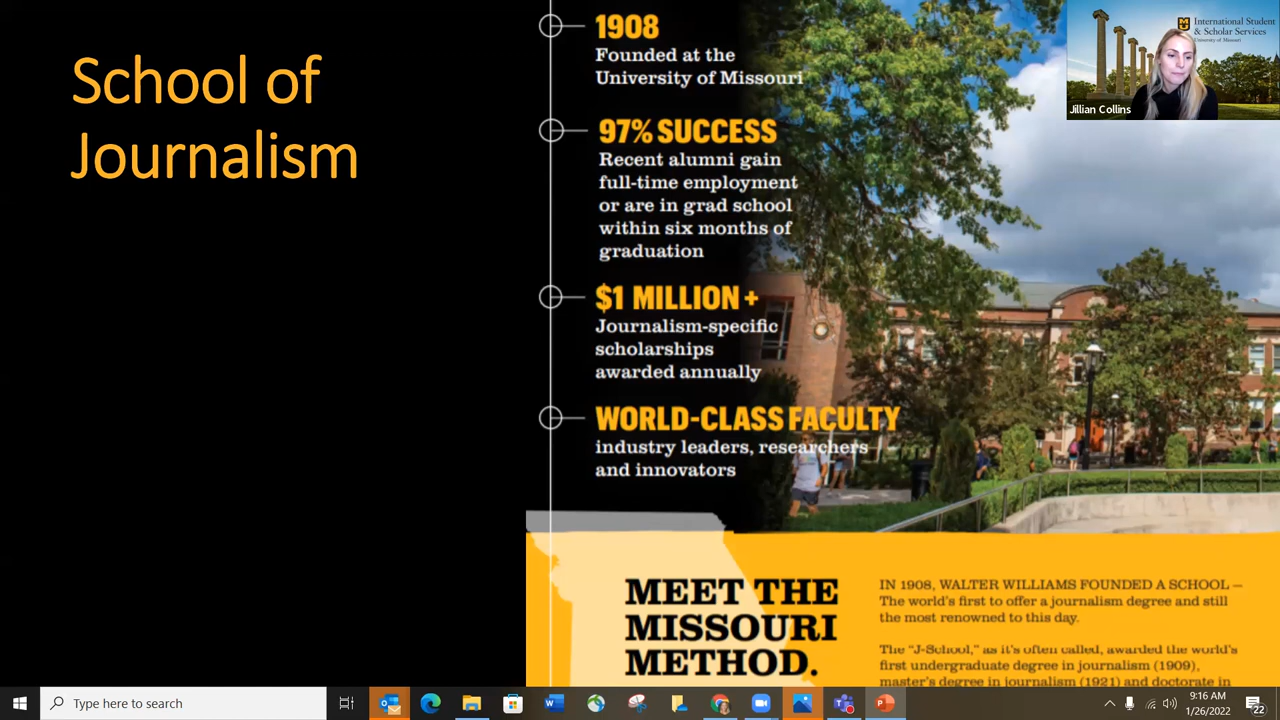 School of
Journalism
1908
Founded at the
University of Missouri
97% SUCCESS
Recent alumni gain
full-time employment
or are in grad school
within six months of
graduation
$1 MILLION +
Journalism-specific
scholarships
awarded annually
WORLD-CLASS FACULTY
industry leaders, researchers
and innovators
MEET THE
MISSOURI
METHOD.
IN 1908, WALTER WILLIAMS FOUNDED A SCHOOL —
The world's first to offer a journalism degree and still
the most renowned to this day.
The "J-School," as it's often called, awarded the world's
first undergraduate degree in journalism (1909),
master's degree in journalism (1921) and doctorate in
International Student
& Scholar Services
University of Missouri
Jillian Collins
Type here to search
9:16 AM
1/26/2022
22